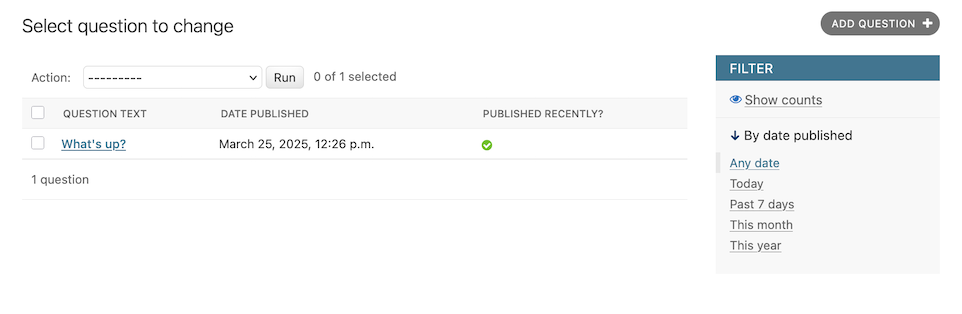 Select question to change
ADD QUESTION +
Action: --------- Run 0 of 1 selected
QUESTION TEXT DATE PUBLISHED PUBLISHED RECENTLY?
What's up? March 25, 2025, 12:26 p.m.
1 question
FILTER
Show counts
↓ By date published
Any date
Today
Past 7 days
This month
This year